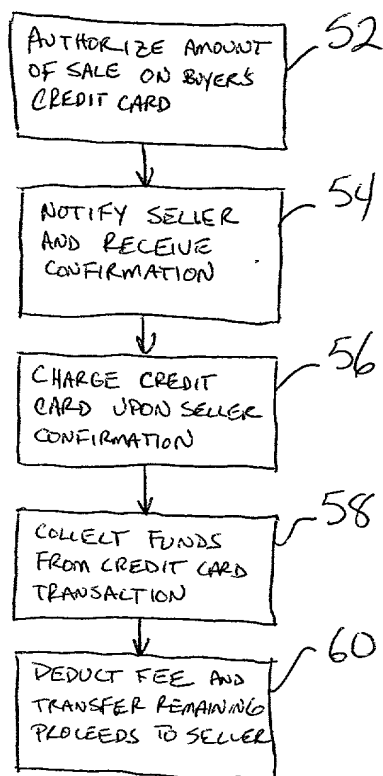 AUTHORIZE AMOUNT
OF SALE ON BUYER'S
CREDIT CARD
52
NOTIFY SELLER
AND RECEIVE
CONFIRMATION
54
CHARGE CREDIT
CARD UPON SELLER
CONFIRMATION
56
COLLECT FUNDS
FROM CREDIT CARD
TRANSACTION
58
DEDUCT FEE AND
TRANSFER REMAINING
PROCEEDS TO SELLER
60